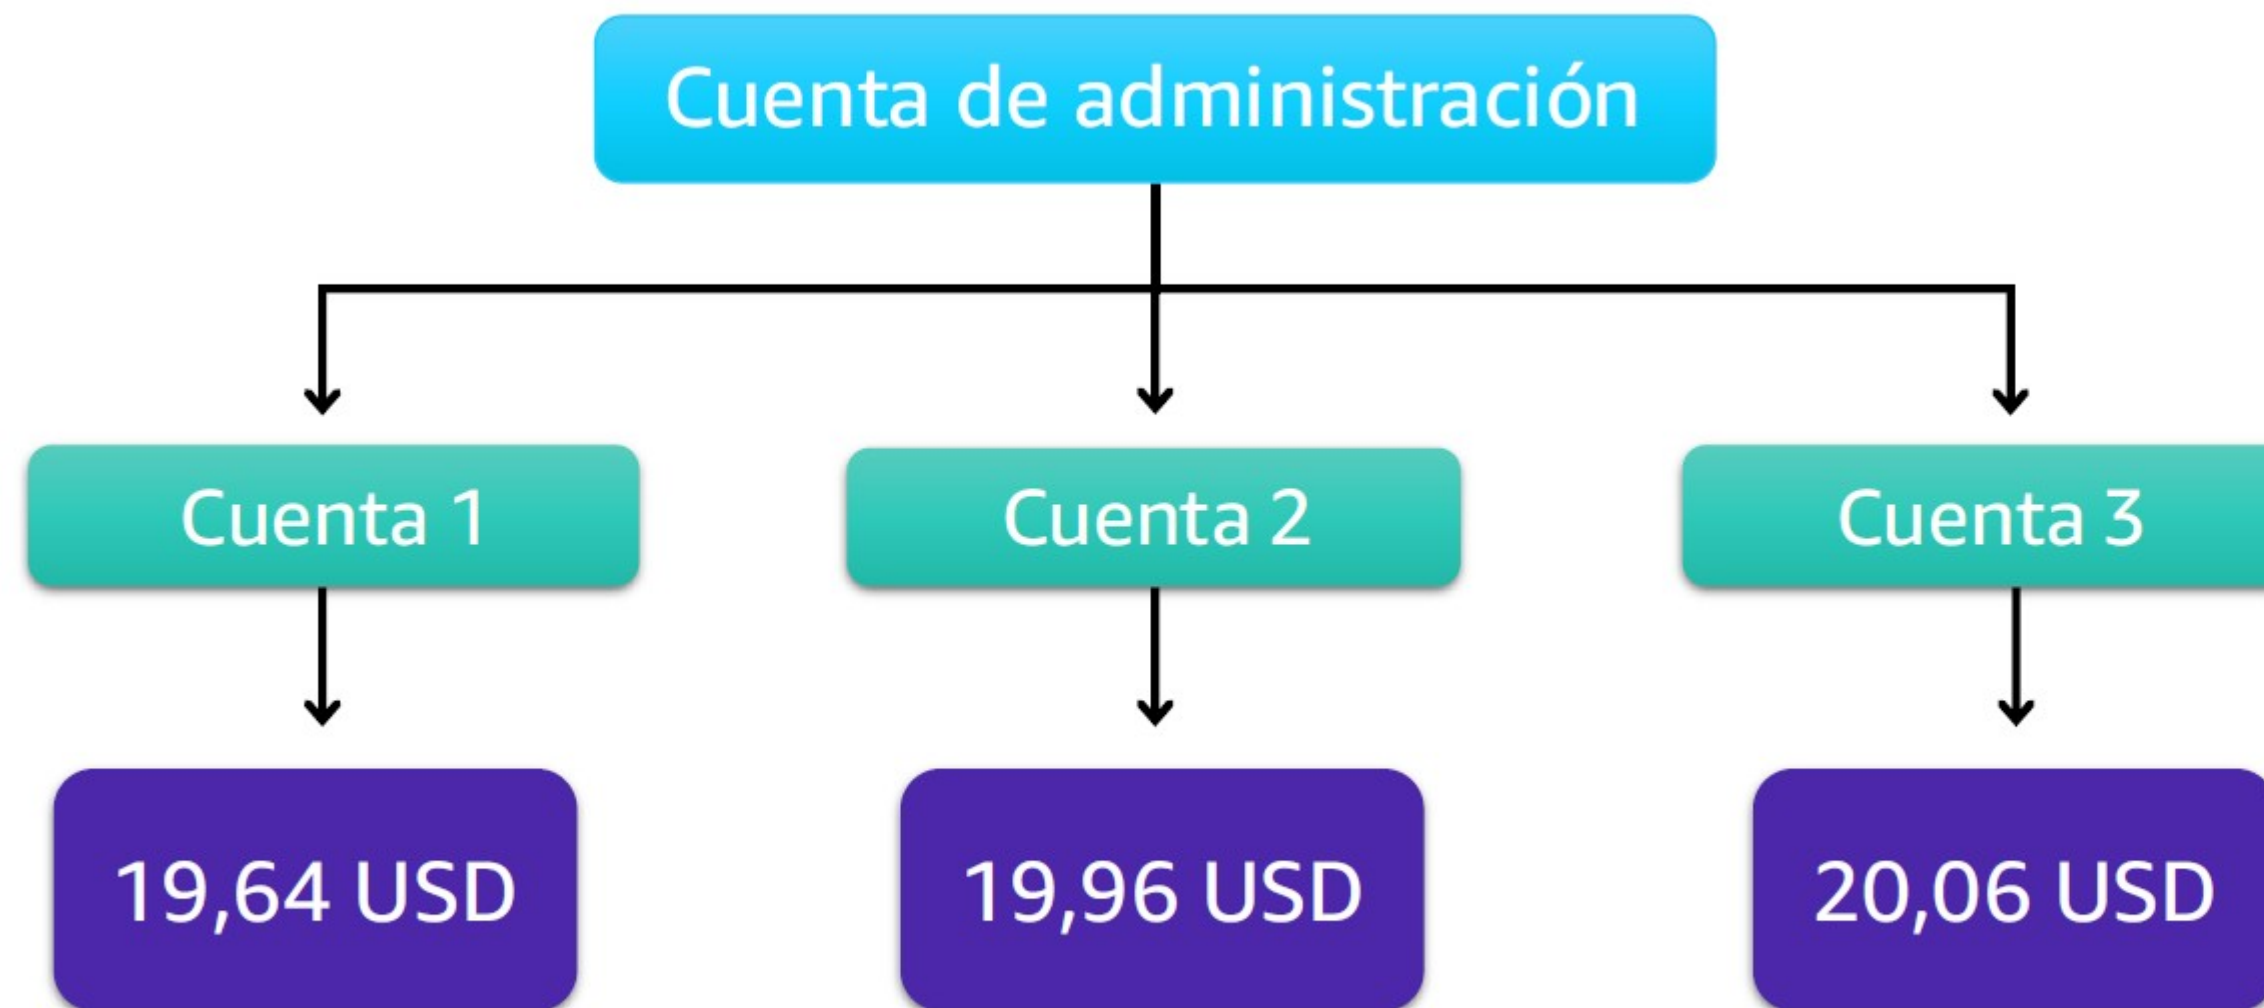 Cuenta de administración
Cuenta 1
Cuenta 2
Cuenta 3
19,64 USD
19,96 USD
20,06 USD